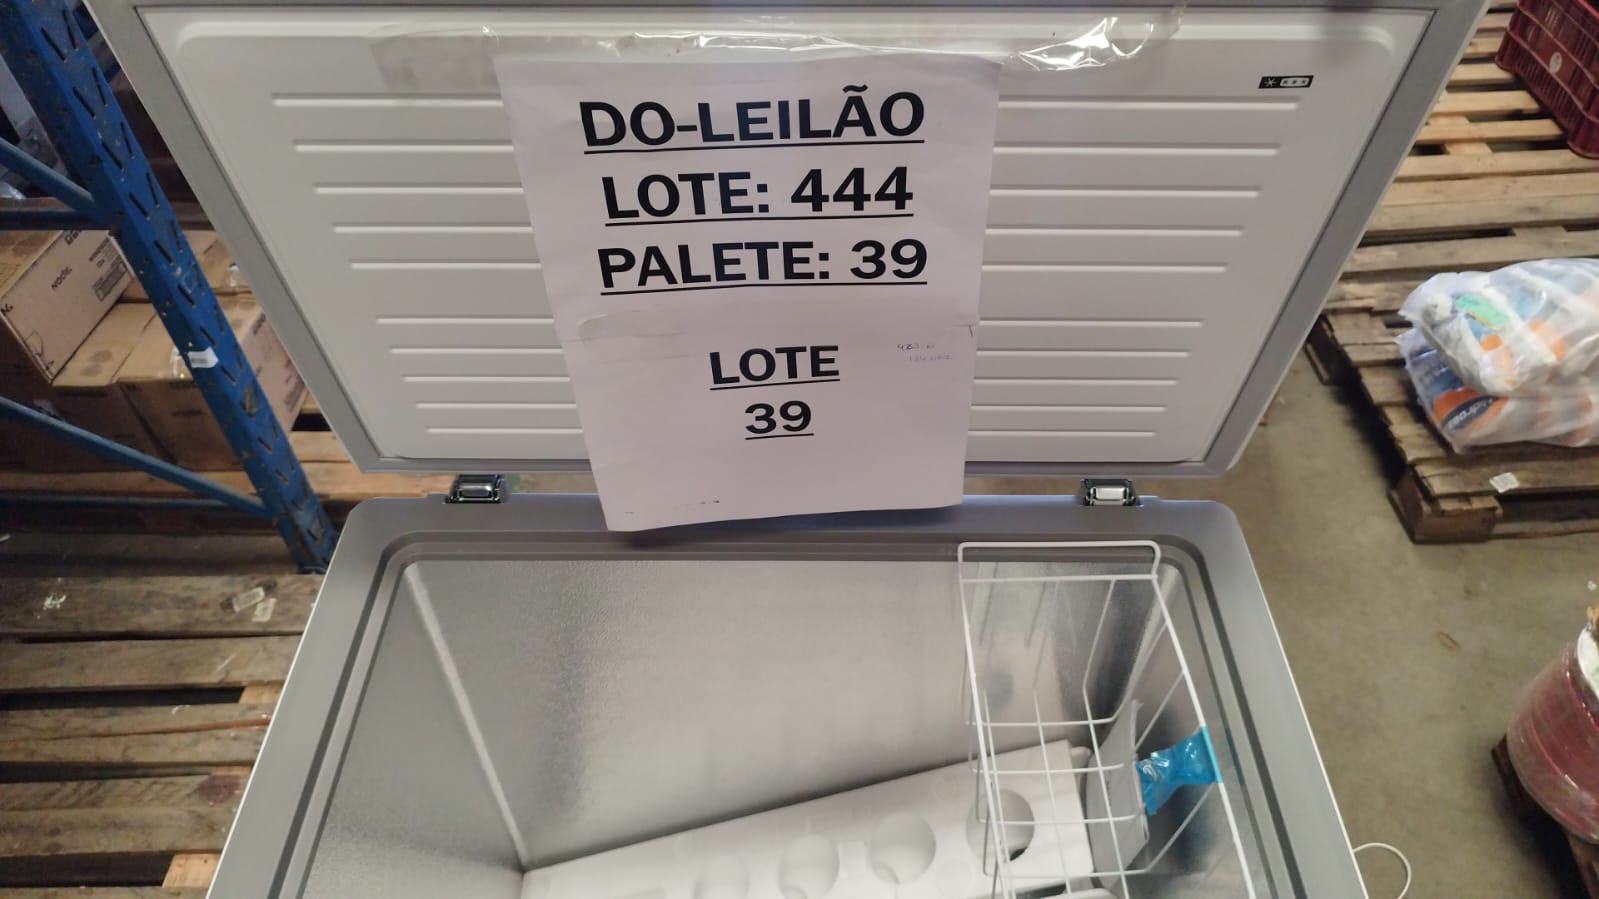 DO-LEILÃO
LOTE: 444
PALETE: 39
LOTE
39